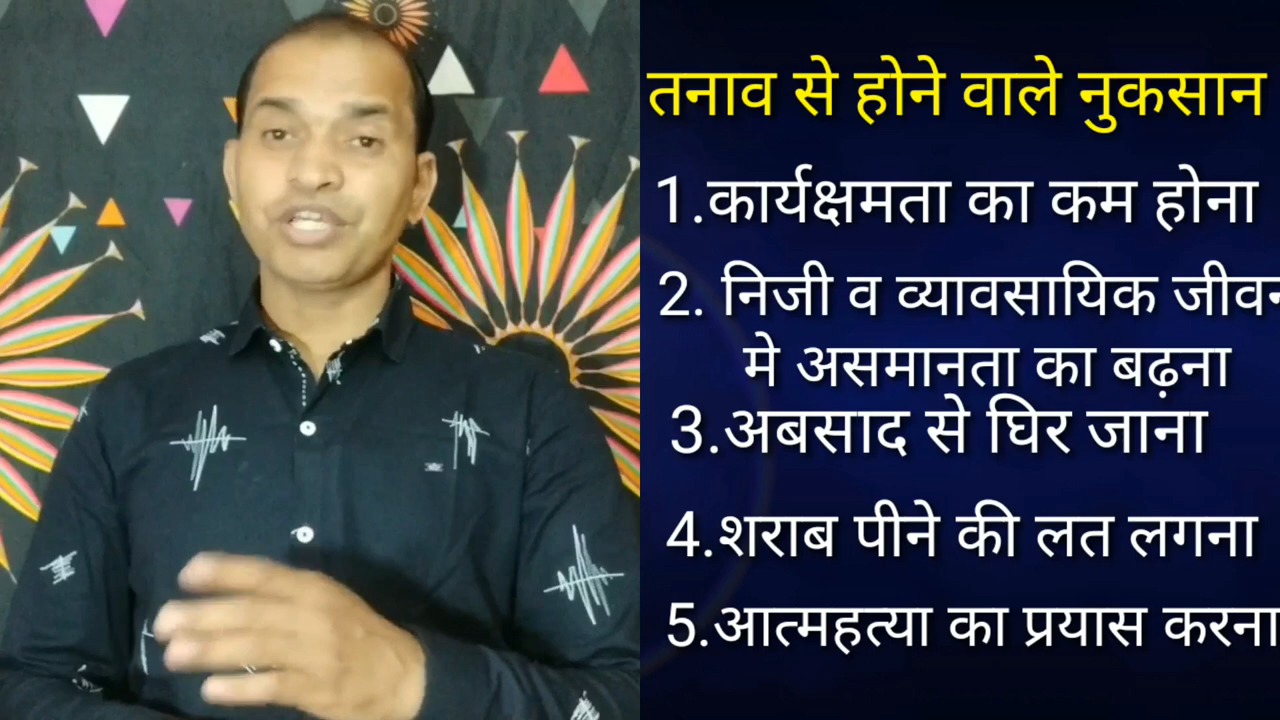 तनाव से होने वाले नुकसान
1.कार्यक्षमता का कम होना
2. निजी व व्यावसायिक जीवन
मे असमानता का बढ़ना
3.अबसाद से घिर जाना
4.शराब पीने की लत लगना
5.आत्महत्या का प्रयास करना